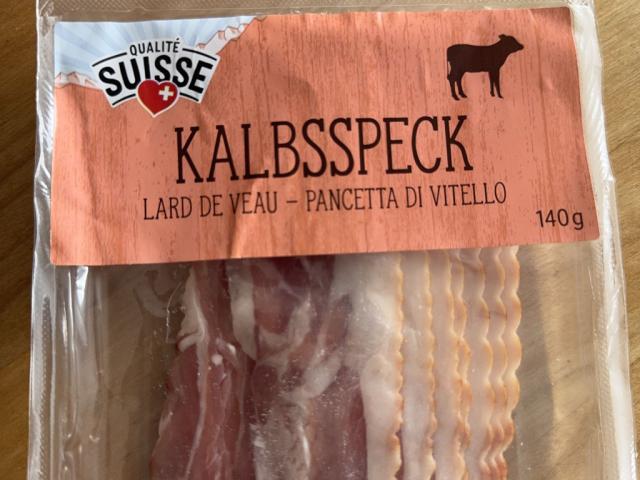 QUALITÉ
SUISSE
KALBSSPECK
LARD DE VEAU – PANCETTA DI VITELLO
140g